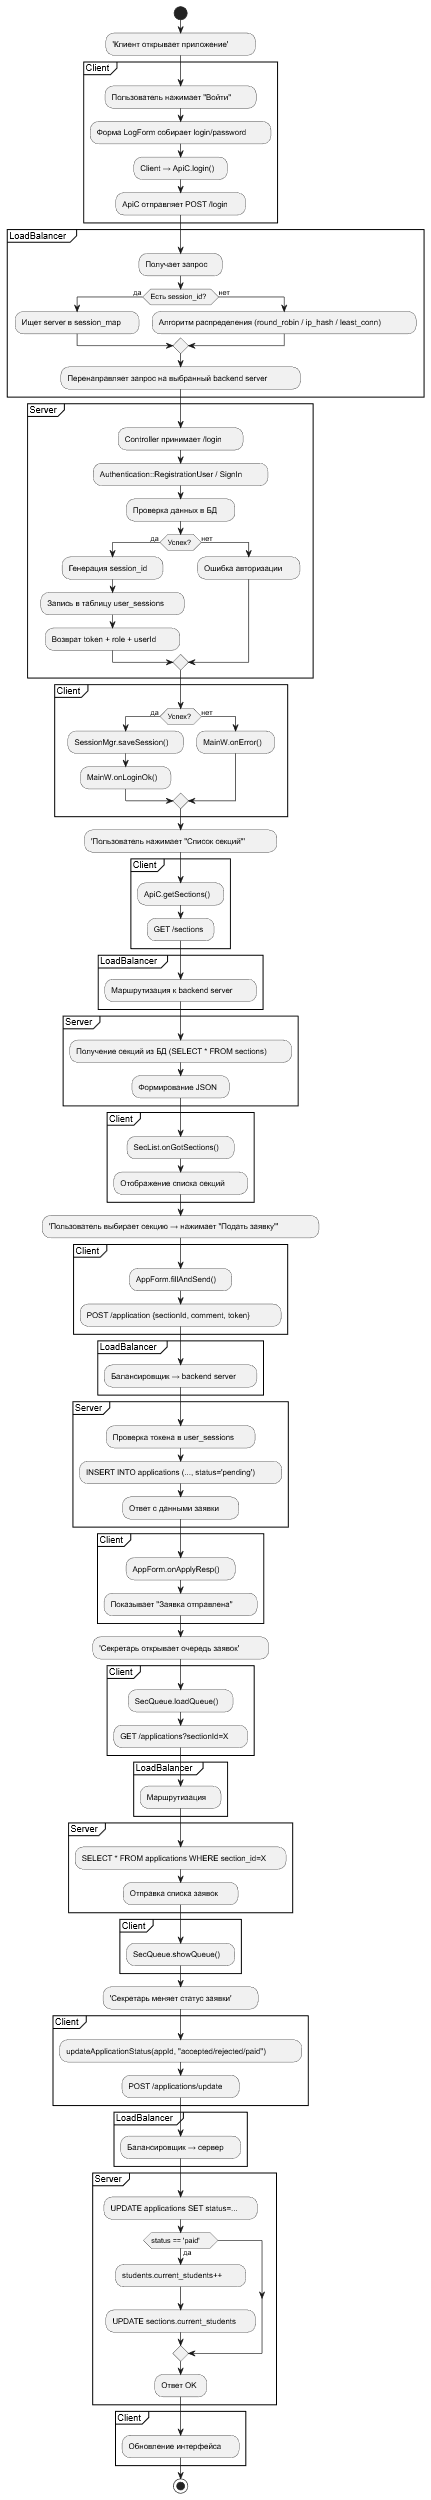 'Клиент открывает приложение'
Client
Пользователь нажимает "Войти"
Форма LogForm собирает login/password
Client → ApiC.login()
ApiC отправляет POST /login
LoadBalancer
Получает запрос
да
Есть session_id?
нет
Ищет server в session_map
Алгоритм распределения (round_robin / ip_hash / least_conn)
Перенаправляет запрос на выбранный backend server
Server
Controller принимает /login
Authentication::RegistrationUser / SignIn
Проверка данных в БД
да
Успех?
нет
Генерация session_id
Ошибка авторизации
Запись в таблицу user_sessions
Возврат token + role + userId
Client
да
Успех?
нет
SessionMgr.saveSession()
MainW.onError()
MainW.onLoginOk()
'Пользователь нажимает "Список секций"'
Client
ApiC.getSections()
GET /sections
LoadBalancer
Маршрутизация к backend server
Server
Получение секций из БД (SELECT * FROM sections)
Формирование JSON
Client
SecList.onGotSections()
Отображение списка секций
'Пользователь выбирает секцию → нажимает "Подать заявку"'
Client
AppForm.fillAndSend()
POST /application {sectionId, comment, token}
LoadBalancer
Балансировщик → backend server
Server
Проверка токена в user_sessions
INSERT INTO applications (..., status='pending')
Ответ с данными заявки
Client
AppForm.onApplyResp()
Показывает "Заявка отправлена"
'Секретарь открывает очередь заявок'
Client
SecQueue.loadQueue()
GET /applications?sectionId=X
LoadBalancer
Маршрутизация
Server
SELECT * FROM applications WHERE section_id=X
Отправка списка заявок
Client
SecQueue.showQueue()
'Секретарь меняет статус заявки'
Client
updateApplicationStatus(appId, "accepted/rejected/paid")
POST /applications/update
LoadBalancer
Балансировщик → сервер
Server
UPDATE applications SET status=...
status == 'paid'
да
students.current_students++
UPDATE sections.current_students
Ответ OK
Client
Обновление интерфейса